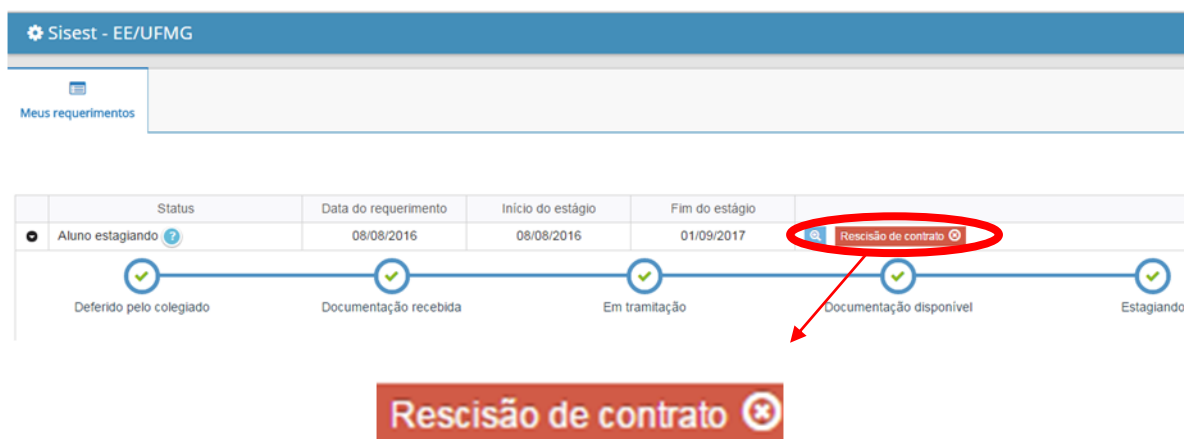 Sisest - EE/UFMG
Meus requerimentos
Status Data do requerimento Início do estágio Fim do estágio
Aluno estagiando ? 08/08/2016 08/08/2016 01/09/2017 Rescisão de contrato
Deferido pelo colegiado Documentação recebida Em tramitação Documentação disponível Estagiando
Rescisão de contrato